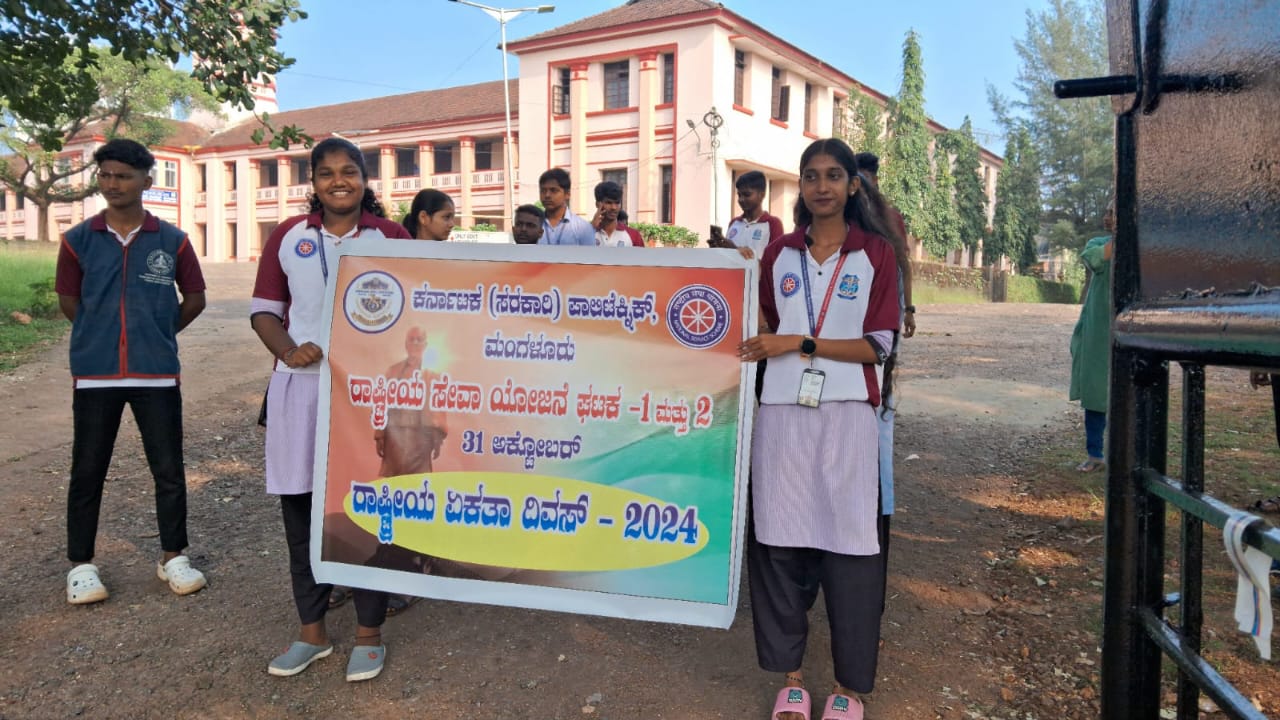 ಕರ್ನಾಟಕ (ಸರಕಾರಿ) ಪಾಲಿಟೆಕ್ನಿಕ್,
ಮಂಗಳೂರು
ರಾಷ್ಟ್ರೀಯ ಸೇವಾ ಯೋಜನೆ ಘಟಕ -1 ಮತ್ತು 2
31 ಅಕ್ಟೋಬರ್
ರಾಷ್ಟ್ರೀಯ ಏಕತಾ ದಿವಸ್ - 2024